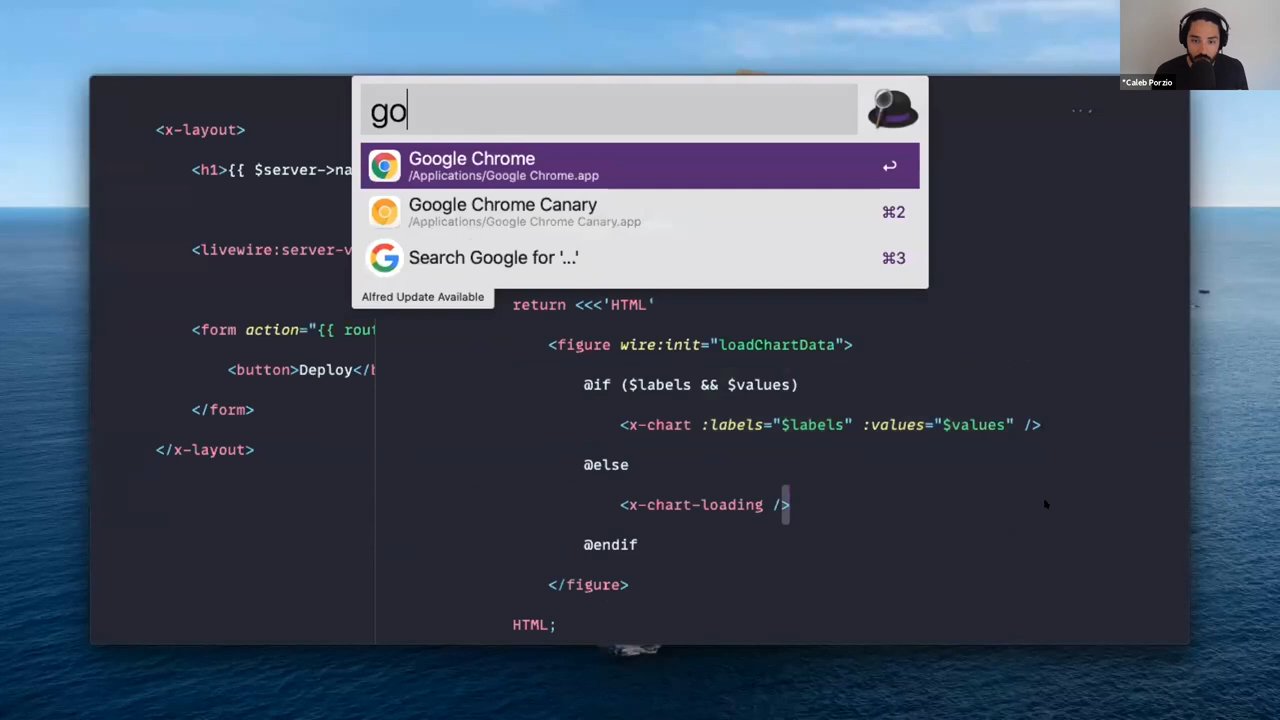 *Caleb Porzio
go
Google Chrome
/Applications/Google Chrome.app
Google Chrome Canary
/Applications/Google Chrome Canary.app
⌘2
Search Google for '...'
⌘3
Alfred Update Available
<x-layout>
<h1>{{ $server->na
<livewire:server-v
<form action="{{ rout
<button>Deploy</b
</form>
</x-layout>
...
return <<<'HTML'
<figure wire:init="loadChartData">
@if ($labels && $values)
<x-chart :labels="$labels" :values="$values" />
@else
<x-chart-loading />
@endif
</figure>
HTML;